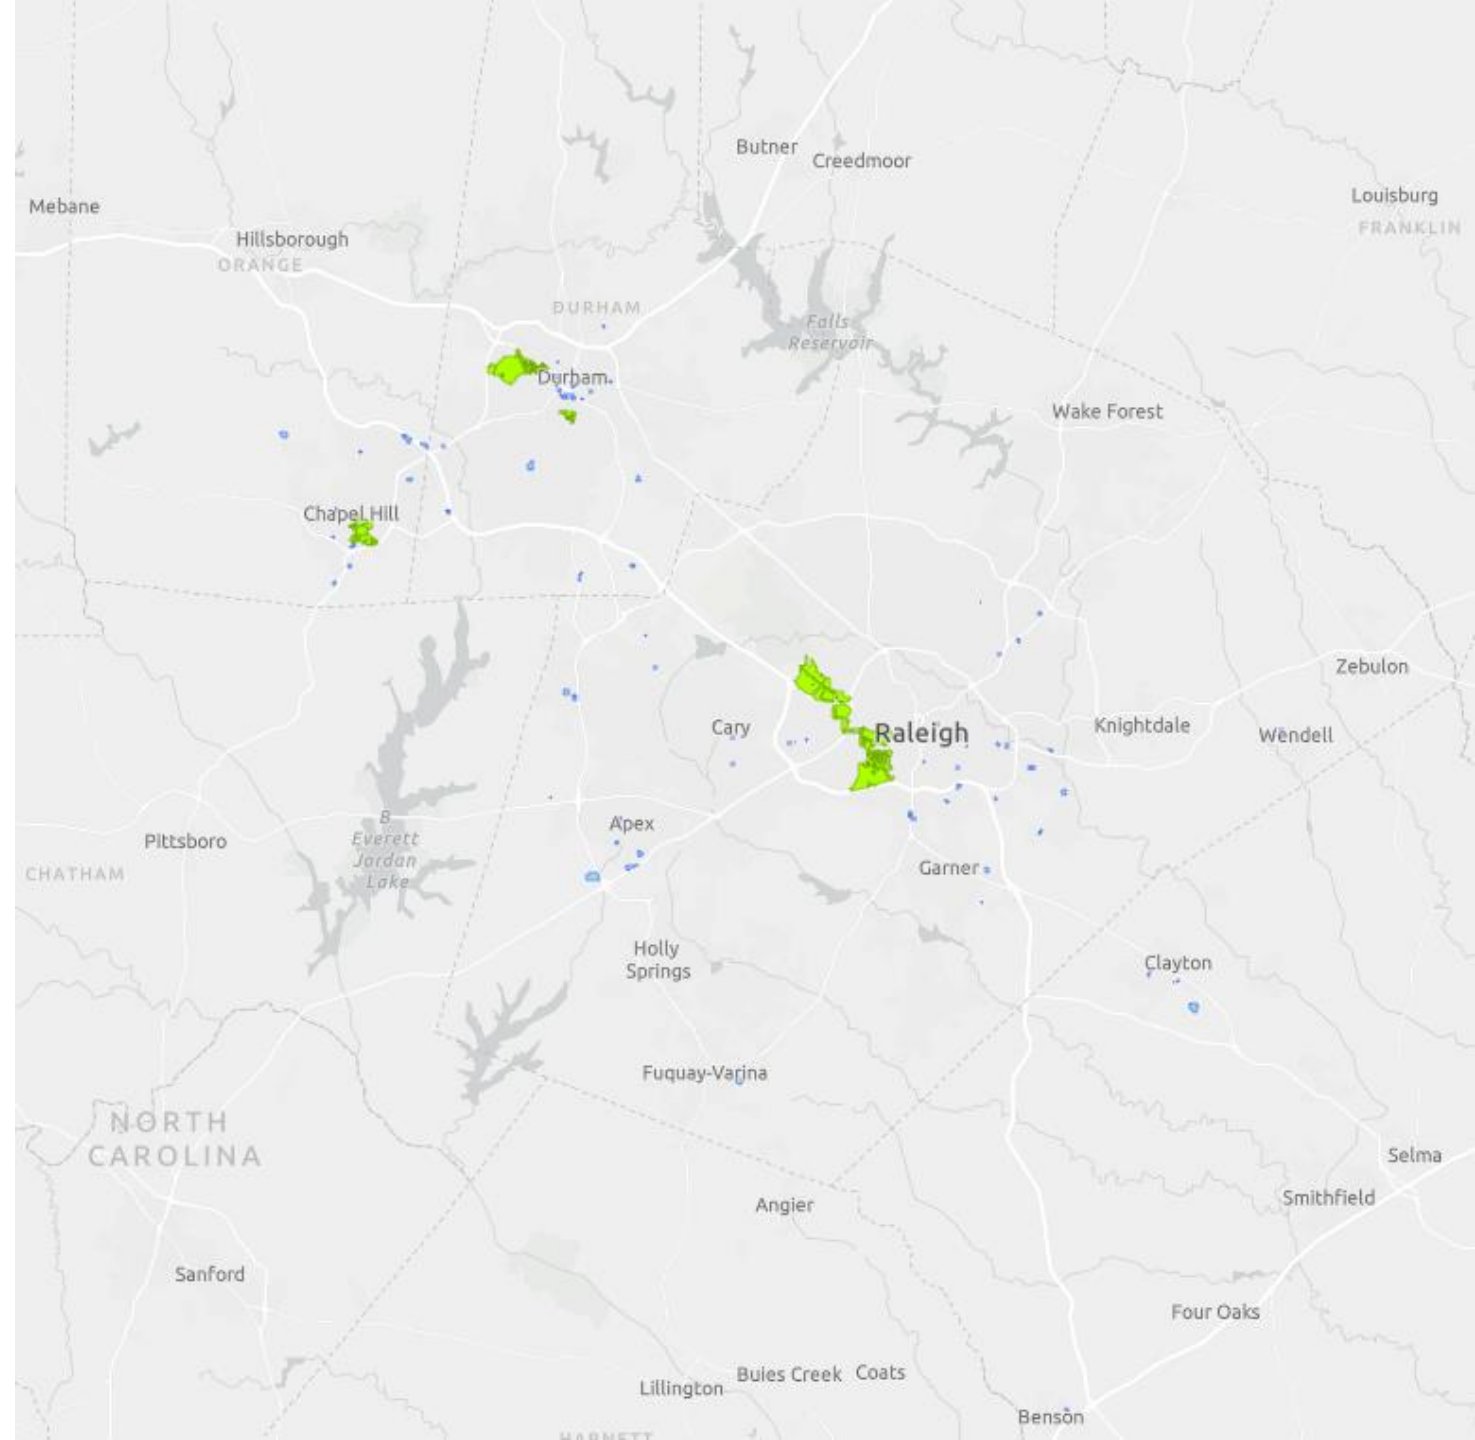 Butner
Creedmoor
Louisburg
FRANKLIN
Mebane
Hillsborough
ORANGE
DURHAM
Falls
Reservoir
Durham
Wake Forest
Chapel Hill
Zebulon
Cary
Raleigh
Knightdale
Wendell
Apex
B
Everett
Jordan
Lake
Pittsboro
CHATHAM
Garner
Holly
Springs
Clayton
Fuquay-Varina
NORTH
CAROLINA
Selma
Smithfield
Angier
Sanford
Four Oaks
Buies Creek
Coats
Lillington
Benson
HARNETT